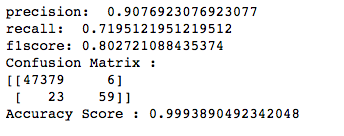 precision:  0.9076923076923077
recall:  0.7195121951219512
f1score: 0.802721088435374
Confusion Matrix :
[[47379     6]
 [   23    59]]
Accuracy Score : 0.9993890492342048